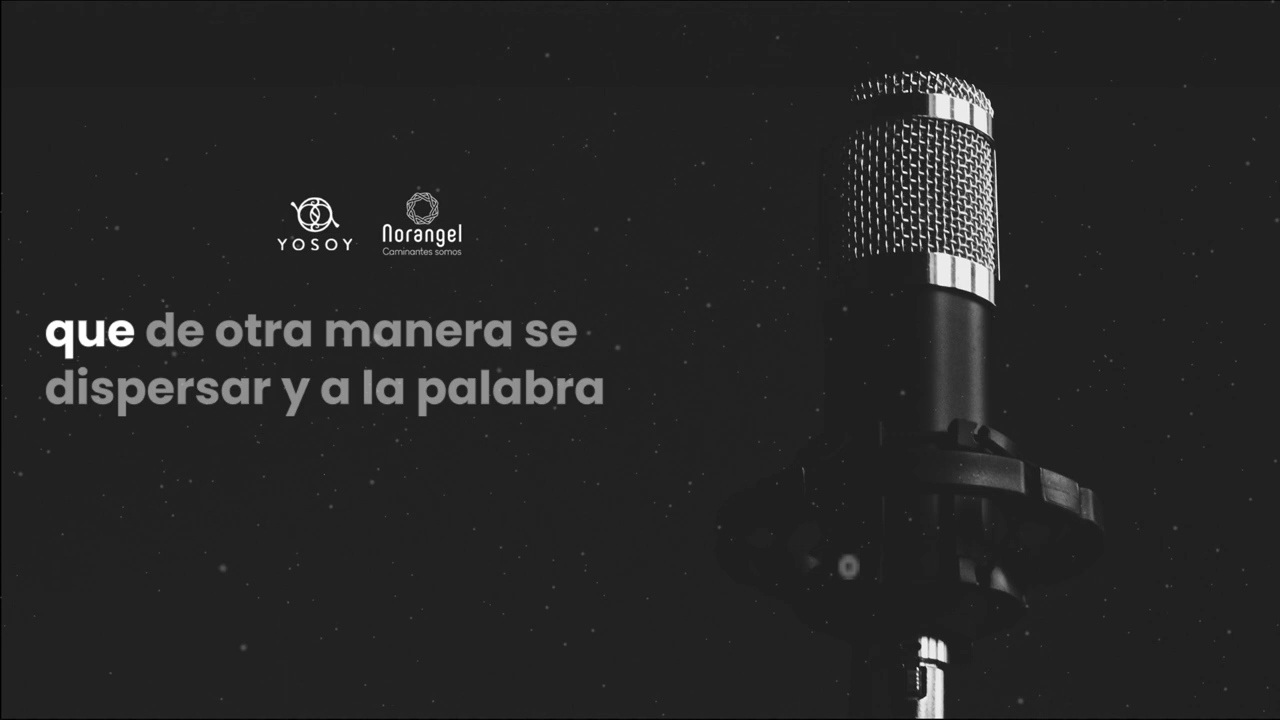 YOSOY
Norangel
Caminantes somos
que de otra manera se
dispersar y a la palabra